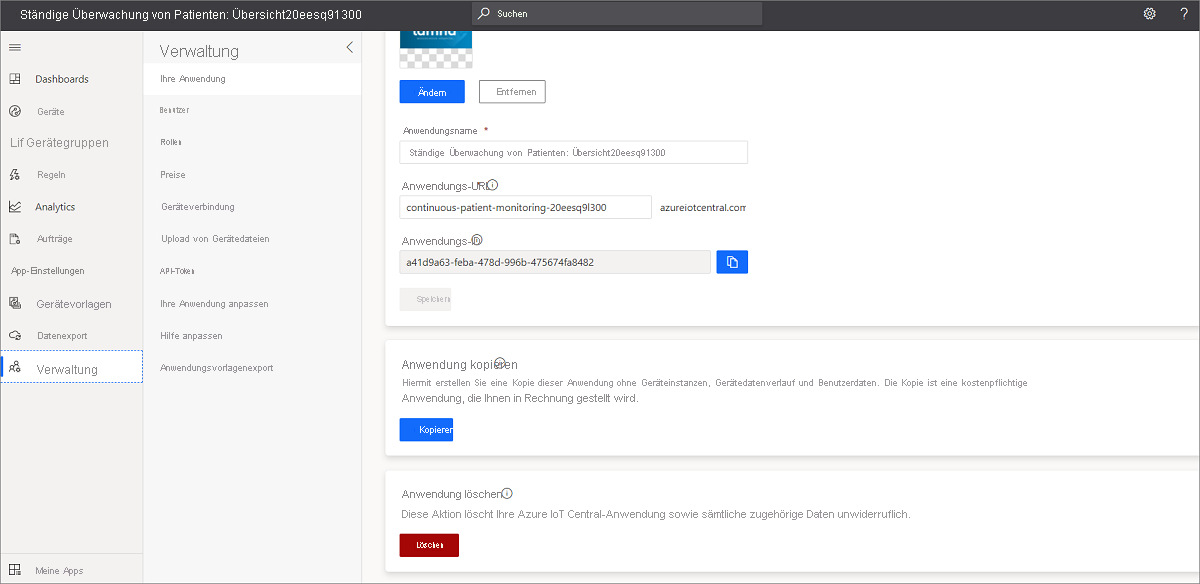 Ständige Überwachung von Patienten: Übersicht20eesq91300
Suchen
?
Dashboards
Geräte
Lif Gerätegruppen
Regeln
Analytics
Aufträge
App-Einstellungen
Gerätevorlagen
Datenexport
Verwaltung
Meine Apps
Verwaltung
Ihre Anwendung
Benutzer
Rollen
Preise
Geräteverbindung
Upload von Gerätedateien
API-Token
Ihre Anwendung anpassen
Hilfe anpassen
Anwendungsvorlagenexport
Ändern
Entfernen
Anwendungsname *
Ständige Überwachung von Patienten: Übersicht20eesq91300
Anwendungs-URL
continuous-patient-monitoring-20eesq9l300
azureiotcentral.com
Anwendungs-ID
a41d9a63-feba-478d-996b-475674fa8482
Speichern
Anwendung kopieren
Hiermit erstellen Sie eine Kopie dieser Anwendung ohne Geräteinstanzen, Gerätedatenverlauf und Benutzerdaten. Die Kopie ist eine kostenpflichtige
Anwendung, die Ihnen in Rechnung gestellt wird.
Kopieren
Anwendung löschen
Diese Aktion löscht Ihre Azure IoT Central-Anwendung sowie sämtliche zugehörige Daten unwiderruflich.
Löschen